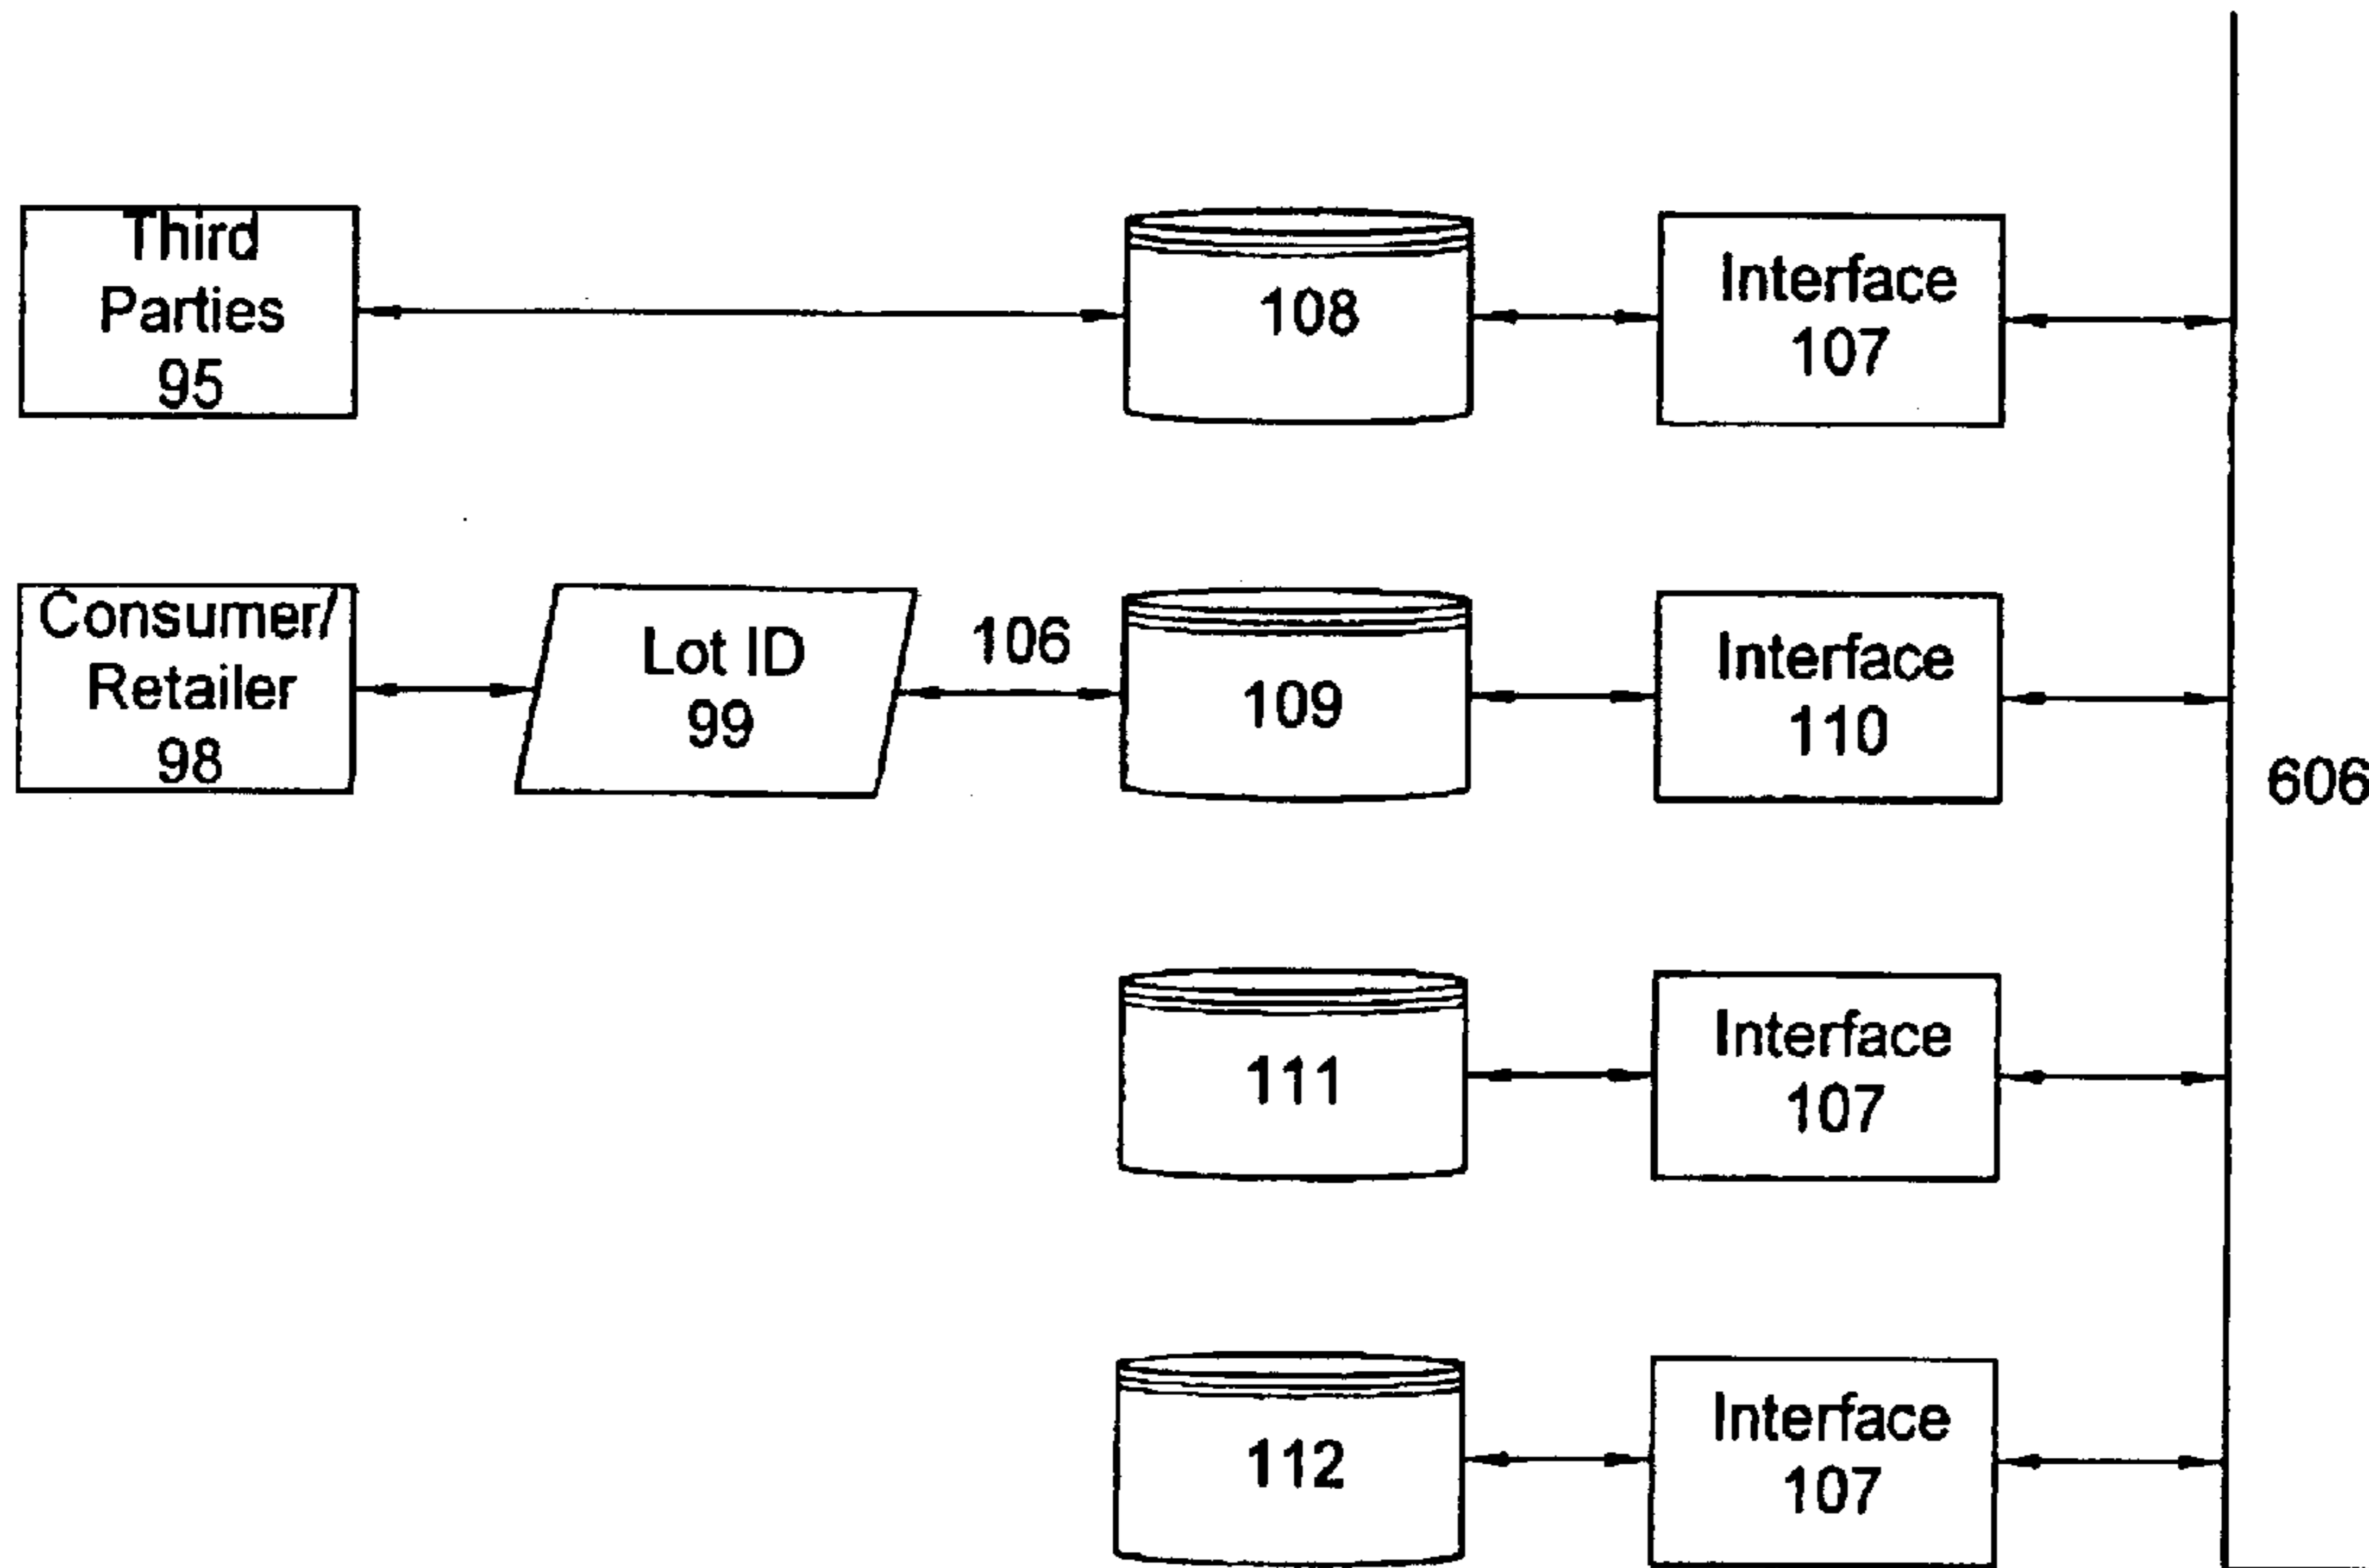 Third
Parties
95
108
Interface
107
Consumer/
Retailer
98
Lot ID
99
106
109
Interface
110
606
111
Interface
107
112
Interface
107